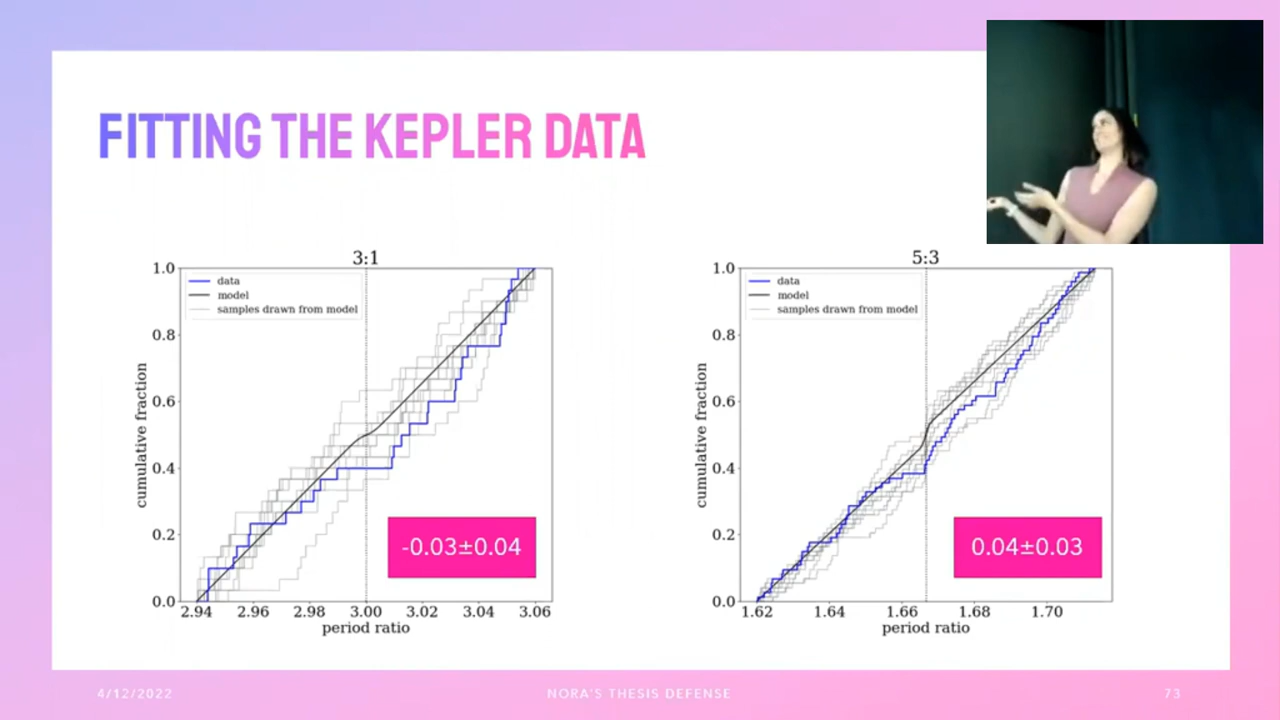 FITTING THE KEPLER DATA
3:1
data
model
samples drawn from model
1.0
0.8
0.6
0.4
0.2
0.0
cumulative fraction
2.94 2.96 2.98 3.00 3.02 3.04 3.06
period ratio
-0.03±0.04
5:3
data
model
samples drawn from model
1.0
0.8
0.6
0.4
0.2
0.0
cumulative fraction
1.62 1.64 1.66 1.68 1.70
period ratio
0.04±0.03
4/12/2022
NORA'S THESIS DEFENSE
73